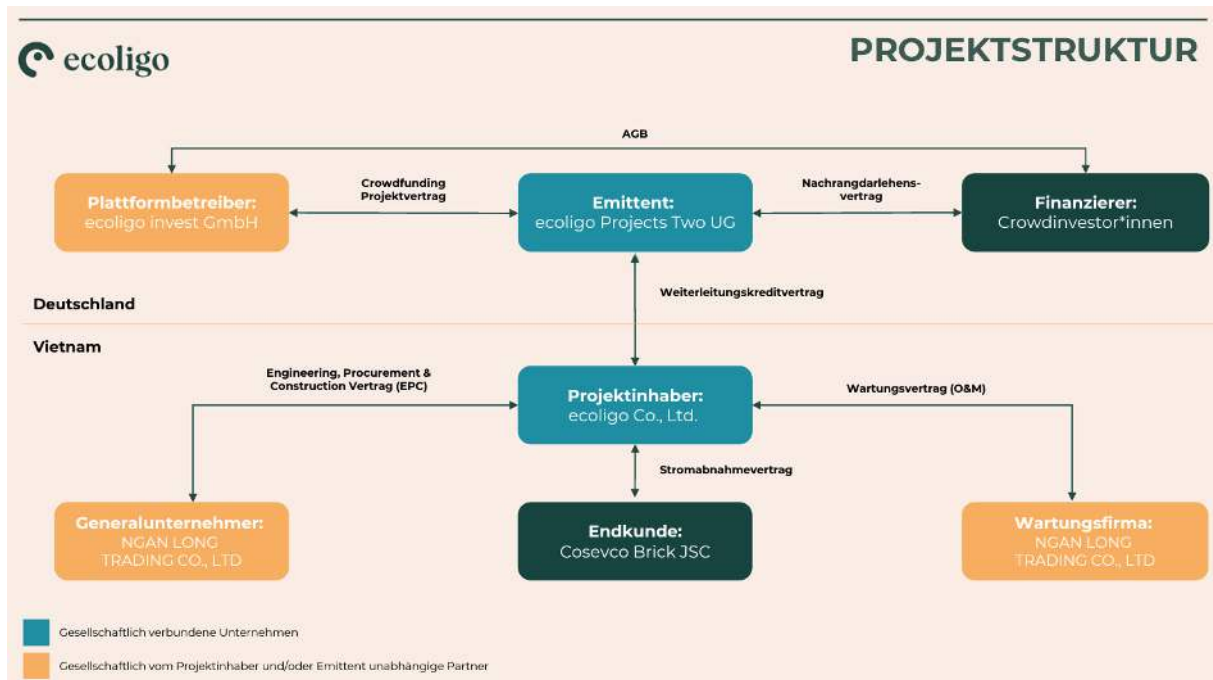 ecoligo
PROJEKTSTRUKTUR
AGB
Plattformbetreiber:
ecoligo invest GmbH
Crowdfunding
Projektvertrag
Emittent:
ecoligo Projects Two UG
Nachrangdarlehens-
vertrag
Finanzierer:
Crowdinvestor*innen
Weiterleitungskreditvertrag
Deutschland
Vietnam
Engineering, Procurement &
Construction Vertrag (EPC)
Projektinhaber:
ecoligo Co., Ltd.
Wartungsvertrag (O&M)
Stromabnahmevertrag
Generalunternehmer:
NGAN LONG
TRADING CO., LTD
Endkunde:
Cosevco Brick JSC
Wartungsfirma:
NGAN LONG
TRADING CO., LTD
Gesellschaftlich verbundene Unternehmen
Gesellschaftlich vom Projektinhaber und/oder Emittent unabhängige Partner